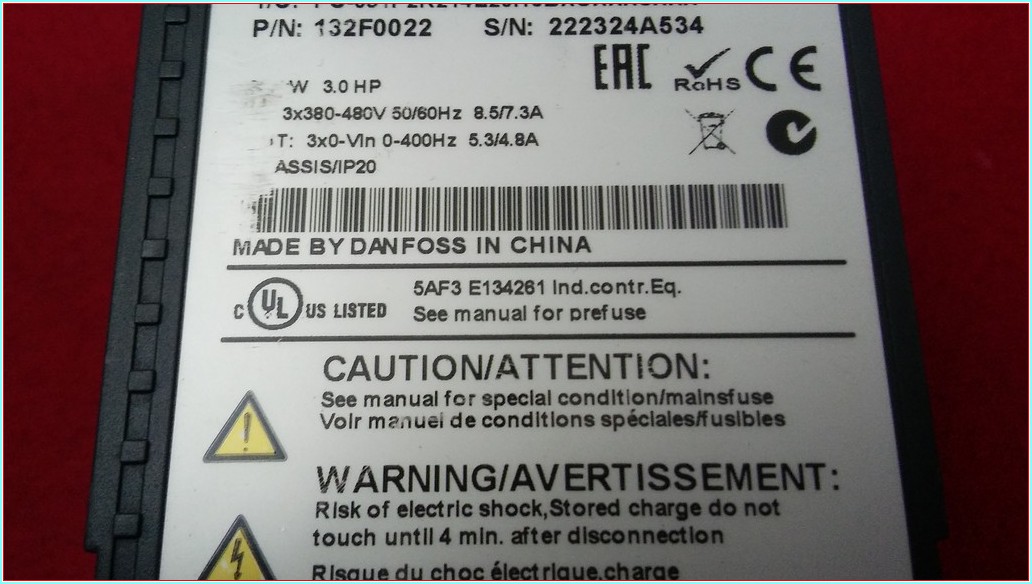 P/N: 132F0022 S/N: 222324A534
EAC RoHS CE
W 3.0 HP
3x380-480V 50/60Hz 8.5/7.3A
T: 3x0-Vin 0-400Hz 5.3/4.8A
ASSIS/IP20
MADE BY DANFOSS IN CHINA
C UL US LISTED
5AF3 E134261 Ind.contr.Eq.
See manual for prefuse
CAUTION/ATTENTION:
See manual for special condition/mainsfuse
Voir manuel de conditions spéciales/fusibles
WARNING/AVERTISSEMENT:
Risk of electric shock,Stored charge do not
touch until 4 min. after disconnection
Risque du choc électrique,charge